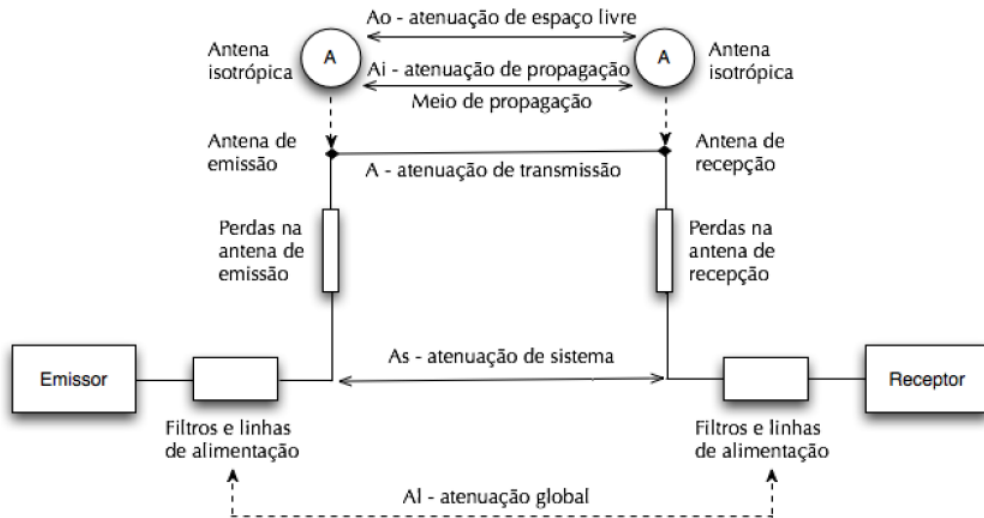 Ao - atenuação de espaço livre
Antena
isotrópica
A
A
Antena
isotrópica
Ai - atenuação de propagação
Meio de propagação
Antena de
emissão
Antena de
recepção
A - atenuação de transmissão
Perdas na
antena de
emissão
Perdas na
antena de
recepção
As - atenuação de sistema
Emissor
Receptor
Filtros e linhas
de alimentação
Filtros e linhas
de alimentação
Al - atenuação global